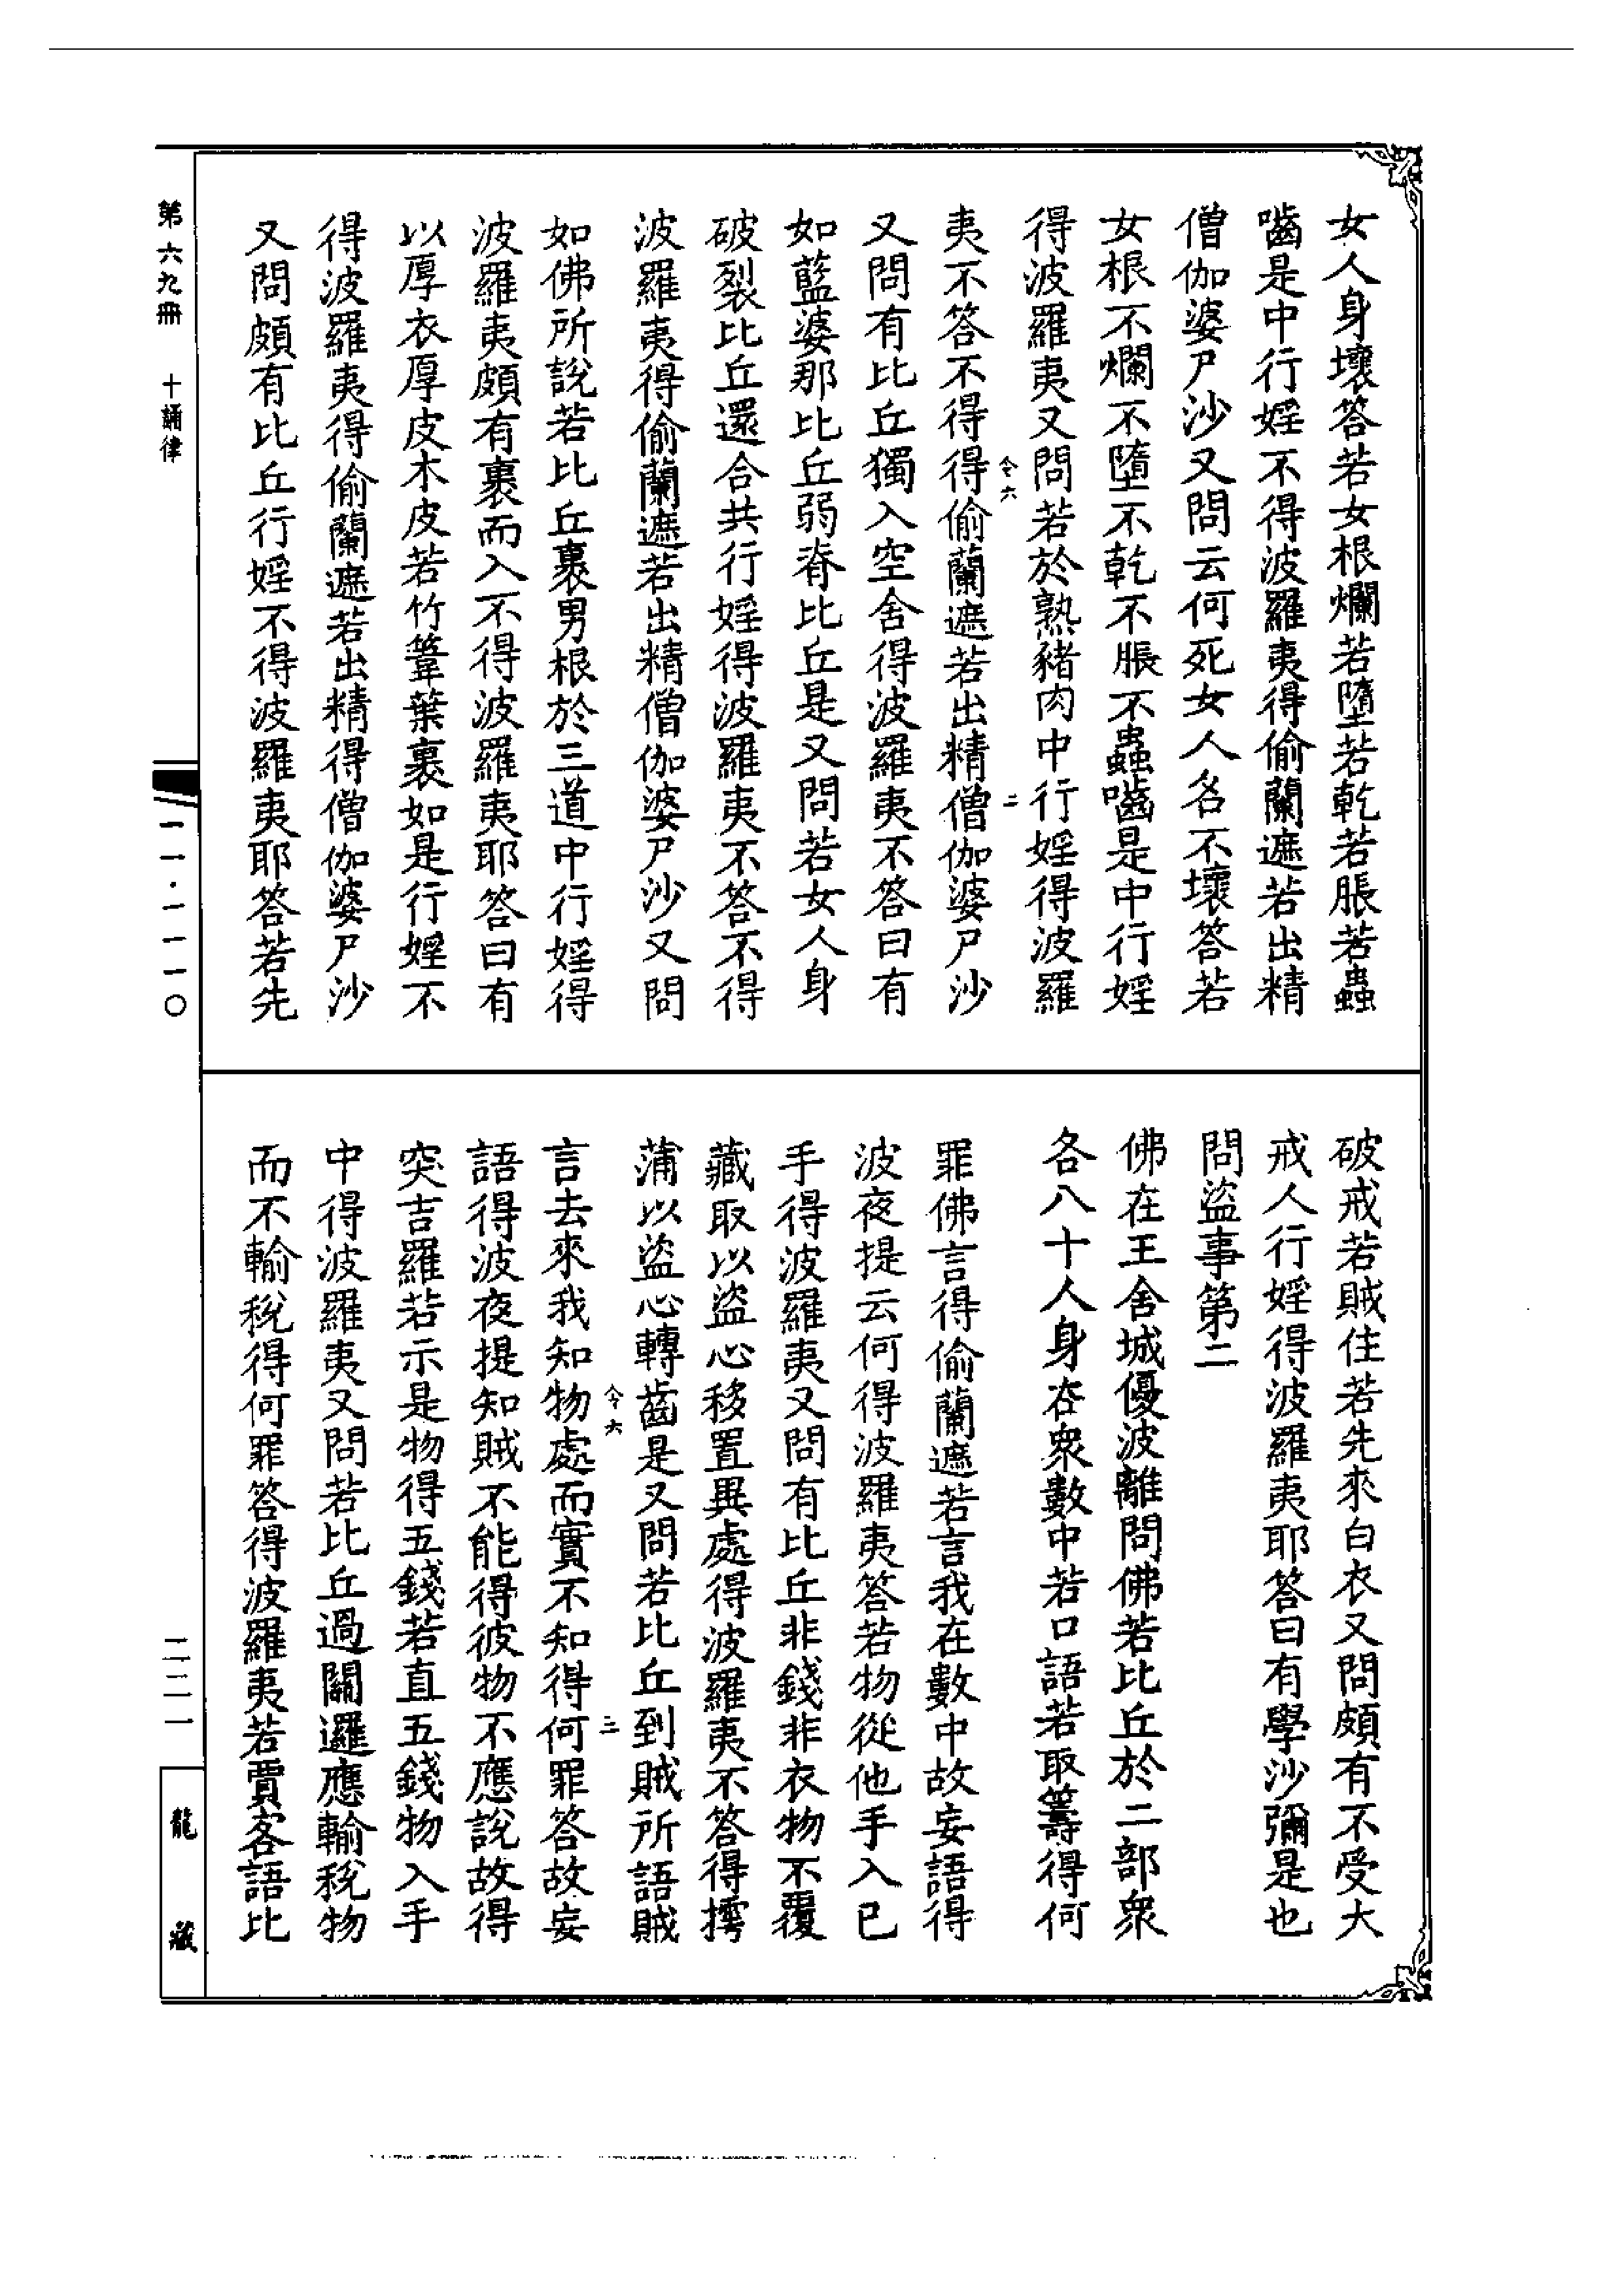 女人身壞答若女根爛若墮若乾若脹若蟲
嚙是中行婬不得波羅夷得偷蘭遮若出精
僧伽婆尸沙又問云何死女人名不壞答若
女根不爛不墮不乾不脹不蟲嚙是中行婬
得波羅夷又問若於熟豬肉中行婬得波羅
令六
二
夷不答不得得偷蘭遮若出精僧伽婆尸沙
又問有比丘獨入空舍得波羅夷不答曰有
如藍婆那比丘弱脊比丘是又問若女人身
破裂比丘還合共行婬得波羅夷不答不得
波羅夷得偷蘭遮若出精僧伽婆尸沙又問
如佛所說若比丘裹男根於三道中行婬得
波羅夷頗有裹而入不得波羅夷耶答曰有
以厚衣厚皮木皮若竹篳葉裹如是行婬不
得波羅夷得偷蘭遮若出精得僧伽婆尸沙
又問頗有比丘行婬不得波羅夷耶答若先
破戒若賊住若先來白衣又問頗有不受大
戒人行婬得波羅夷耶答曰有學沙彌是也
問盜事第二
佛在王舍城優波離問佛若比丘於二部眾
各八十人身在眾數中若口語若取籌得何
罪佛言得偷蘭遮若言我在數中故妄語得
波夜提云何得波羅夷答若物從他手入已
手得波羅夷又問有比丘非錢非衣物不覆
藏取以盜心移置異處得波羅夷不答得摴
蒲以盜心轉齒是又問若比丘到賊所語賊
令六
三
言去來我知物處而實不知得何罪答故妄
語得波夜提知賊不能得彼物不應說故得
突吉羅若示是物得五錢若直五錢物入手
中得波羅夷又問若比丘過關邏應輸稅物
而不輸稅得何罪答得波羅夷若賈客語比
第六九冊 十誦律
一一·一一一〇
二二一
龍藏